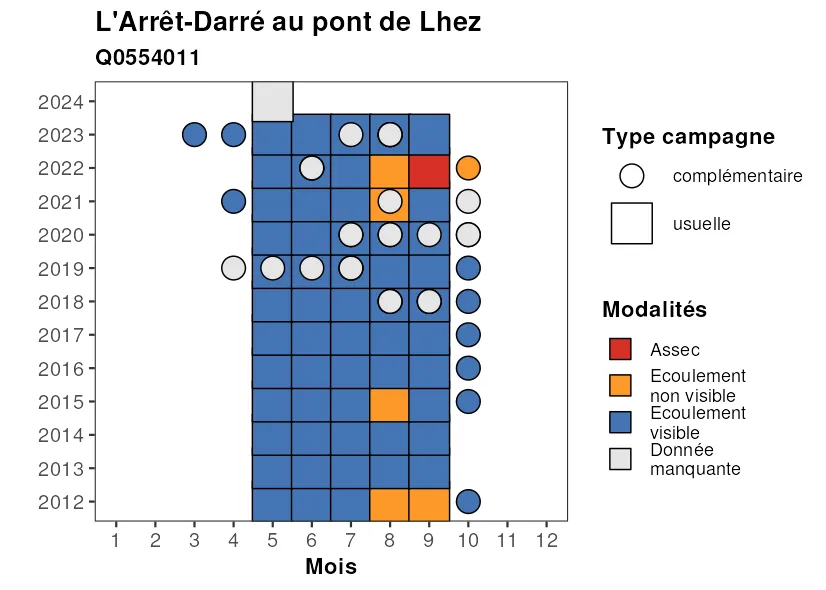 L'Arrêt-Darré au pont de Lhez
Q0554011
2024
2023
2022
2021
2020
2019
2018
2017
2016
2015
2014
2013
2012
1 2 3 4 5 6 7 8 9 10 11 12
Mois
Type campagne
complémentaire
usuelle
Modalités
Assec
Ecoulement
non visible
Ecoulement
visible
Donnée
manquante